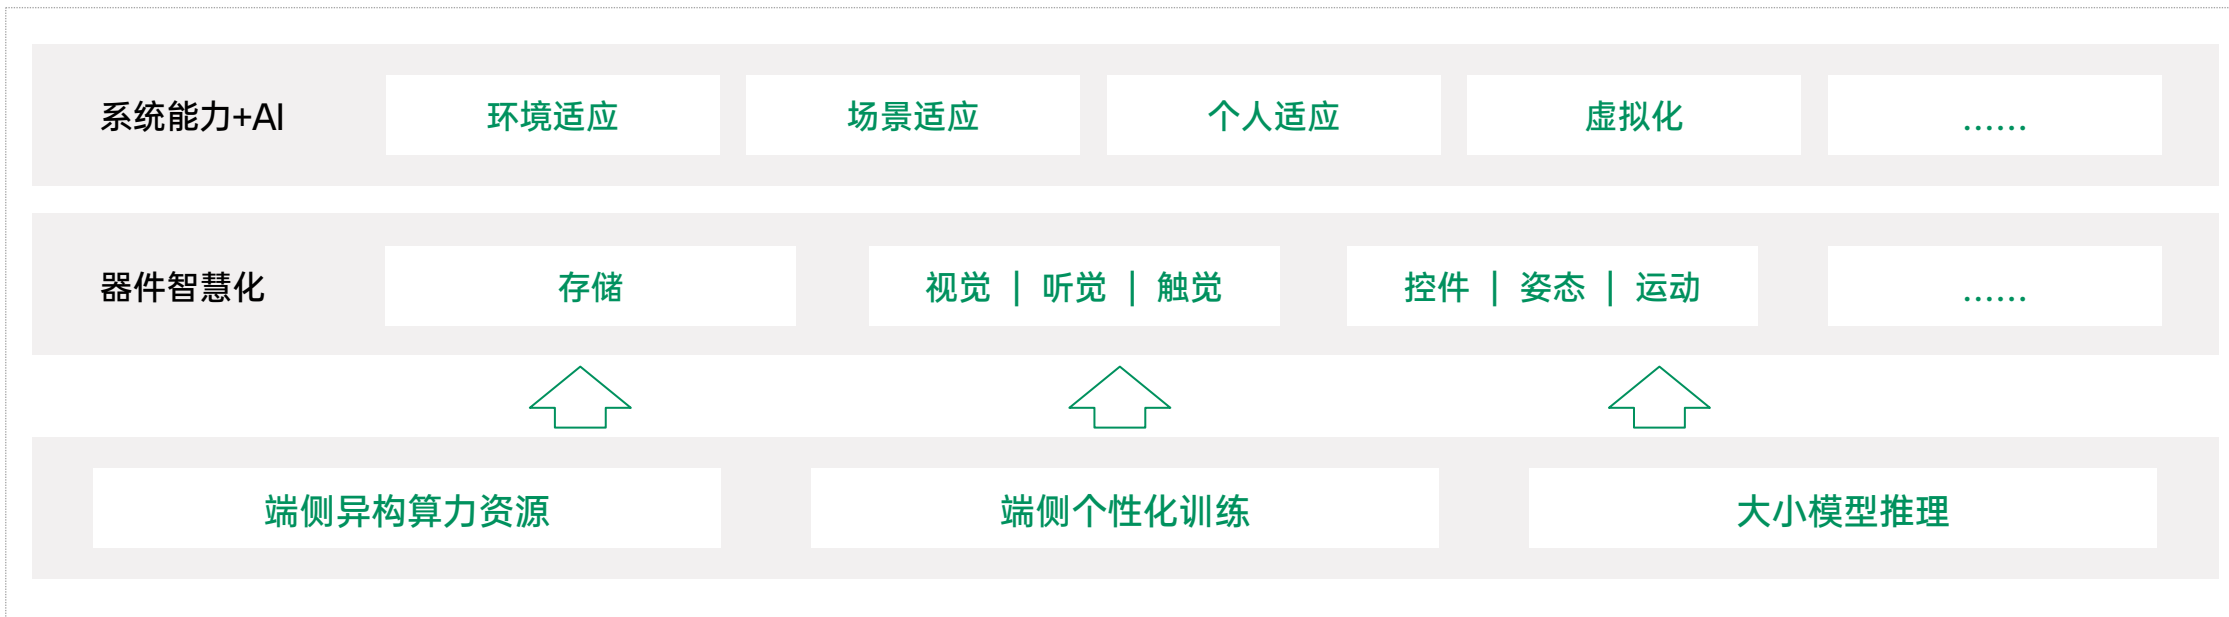 系统能力+AI 环境适应 场景适应 个人适应 虚拟化 ……
器件智慧化 存储 视觉 | 听觉 | 触觉 控件 | 姿态 | 运动 ……
端侧异构算力资源 端侧个性化训练 大小模型推理